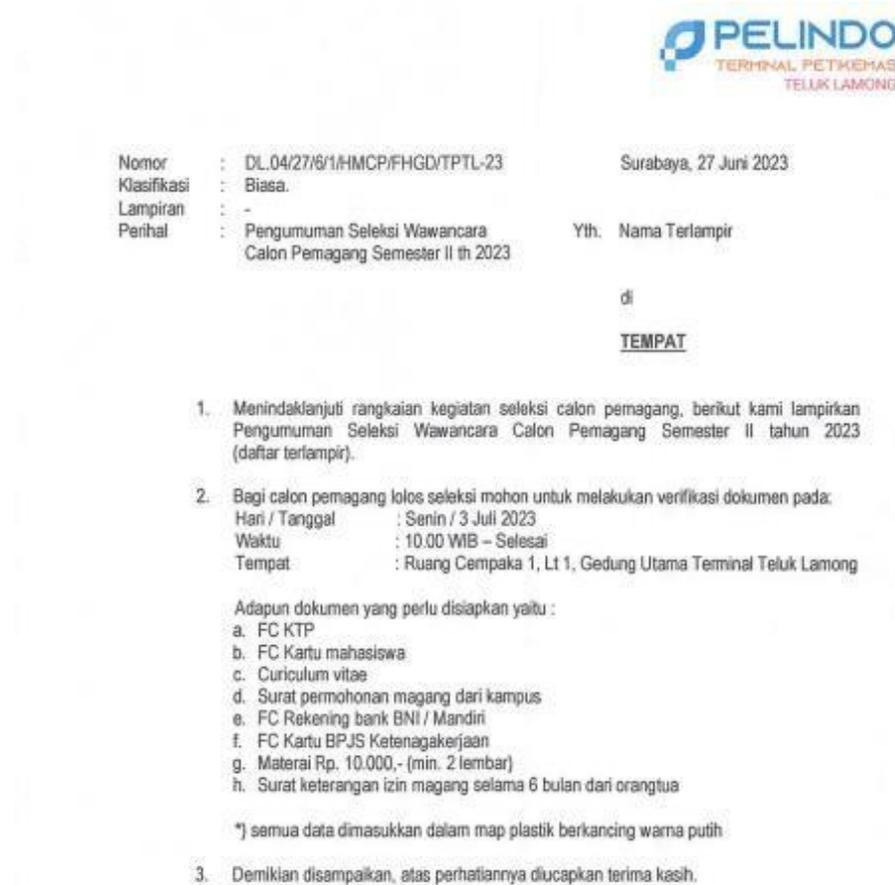 PELINDO
TERMINAL PETIKEMAS
TELUK LAMONG
Nomor : DL.04/27/6/1/HMCP/FHGD/TPTL-23 Surabaya, 27 Juni 2023
Klasifikasi : Biasa.
Lampiran : -
Perihal : Pengumuman Seleksi Wawancara Yth. Nama Terlampir
Calon Pemagang Semester II th 2023
di
TEMPAT
1. Menindaklanjuti rangkaian kegiatan seleksi calon pemagang, berikut kami lampirkan
Pengumuman Seleksi Wawancara Calon Pemagang Semester II tahun 2023
(daftar terlampir).
2. Bagi calon pemagang lolos seleksi mohon untuk melakukan verifikasi dokumen pada:
Hari / Tanggal : Senin / 3 Juli 2023
Waktu : 10.00 WIB – Selesai
Tempat : Ruang Cempaka 1, Lt 1, Gedung Utama Terminal Teluk Lamong
Adapun dokumen yang perlu disiapkan yaitu :
a. FC KTP
b. FC Kartu mahasiswa
c. Curiculum vitae
d. Surat permohonan magang dari kampus
e. FC Rekening bank BNI / Mandiri
f. FC Kartu BPJS Ketenagakerjaan
g. Materai Rp. 10.000,- (min. 2 lembar)
h. Surat keterangan izin magang selama 6 bulan dari orangtua
*) semua data dimasukkan dalam map plastik berkancing warna putih
3. Demikian disampaikan, atas perhatiannya diucapkan terima kasih.